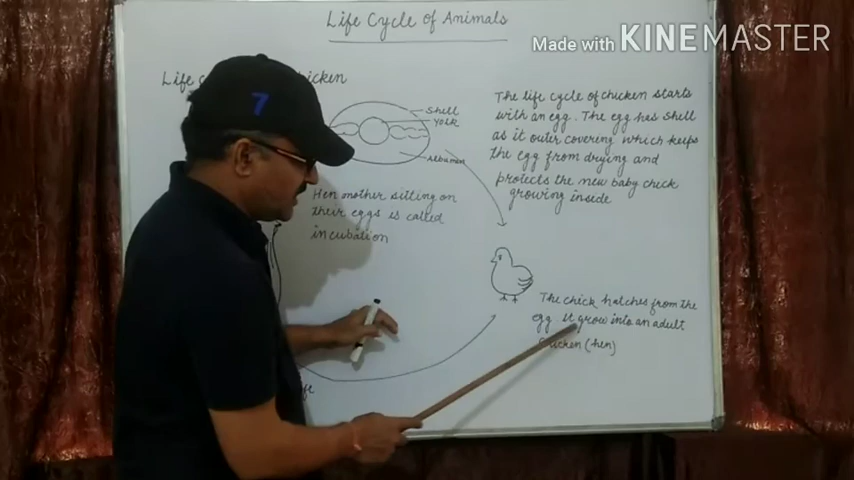 Life Cycle of Animals
Made with KINEMASTER
Life c hicken
7
Shell
Yolk
Albumen
The life cycle of chicken starts
with an egg. The egg has shell
as it outer covering which keeps
the egg from drying and
protects the new baby chick
growing inside
Hen mother sitting on
their eggs is called
incubation
The chick hatches from the
egg. It grow into an adult
chicken (hen)